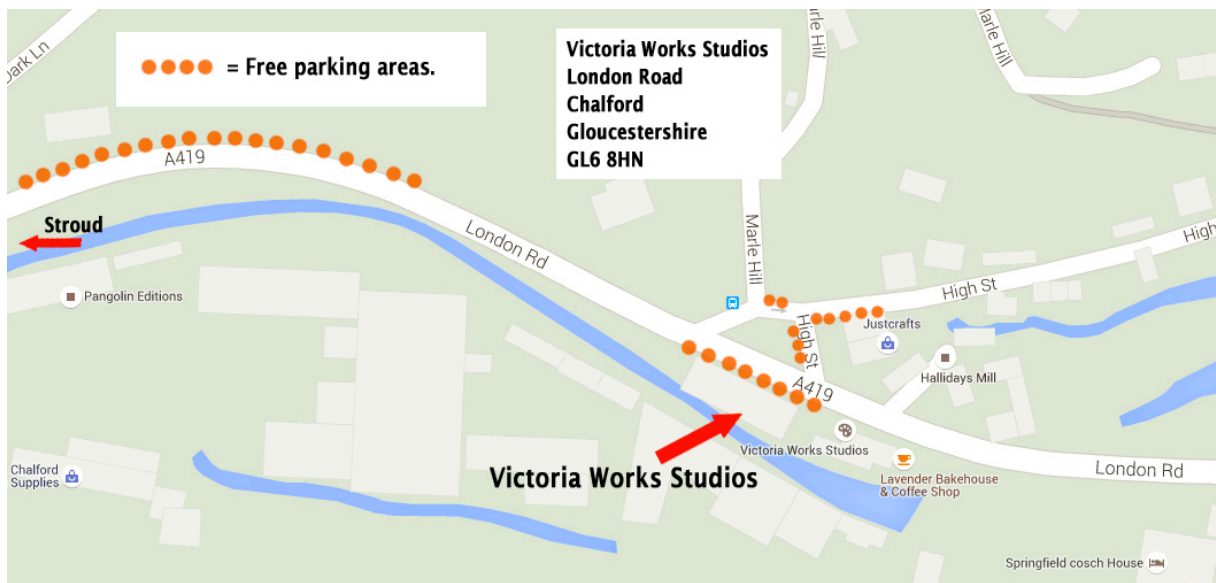 Dark Ln
= Free parking areas.
Victoria Works Studios
London Road
Chalford
Gloucestershire
GL6 8HN
Marle Hill
Marle Hill
A419
Stroud
London Rd
Marle Hill
High
High St
Pangolin Editions
High St
Justcrafts
Hallidays Mill
A419
Victoria Works Studios
Victoria Works Studios
Lavender Bakehouse
& Coffee Shop
London Rd
Chalford
Supplies
Springfield cosch House